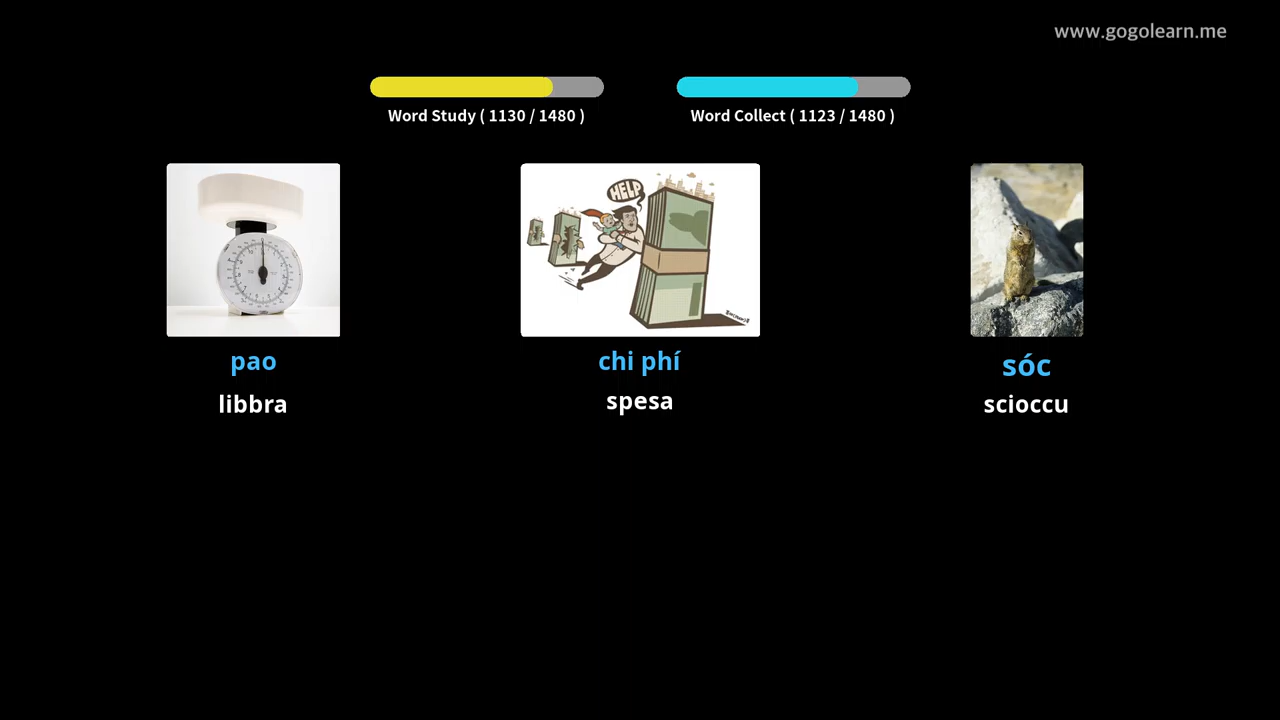 www.gogolearn.me
Word Study ( 1130 / 1480 )
Word Collect ( 1123 / 1480 )
HELP
pao
chi phí
sóc
libbra
spesa
scioccu